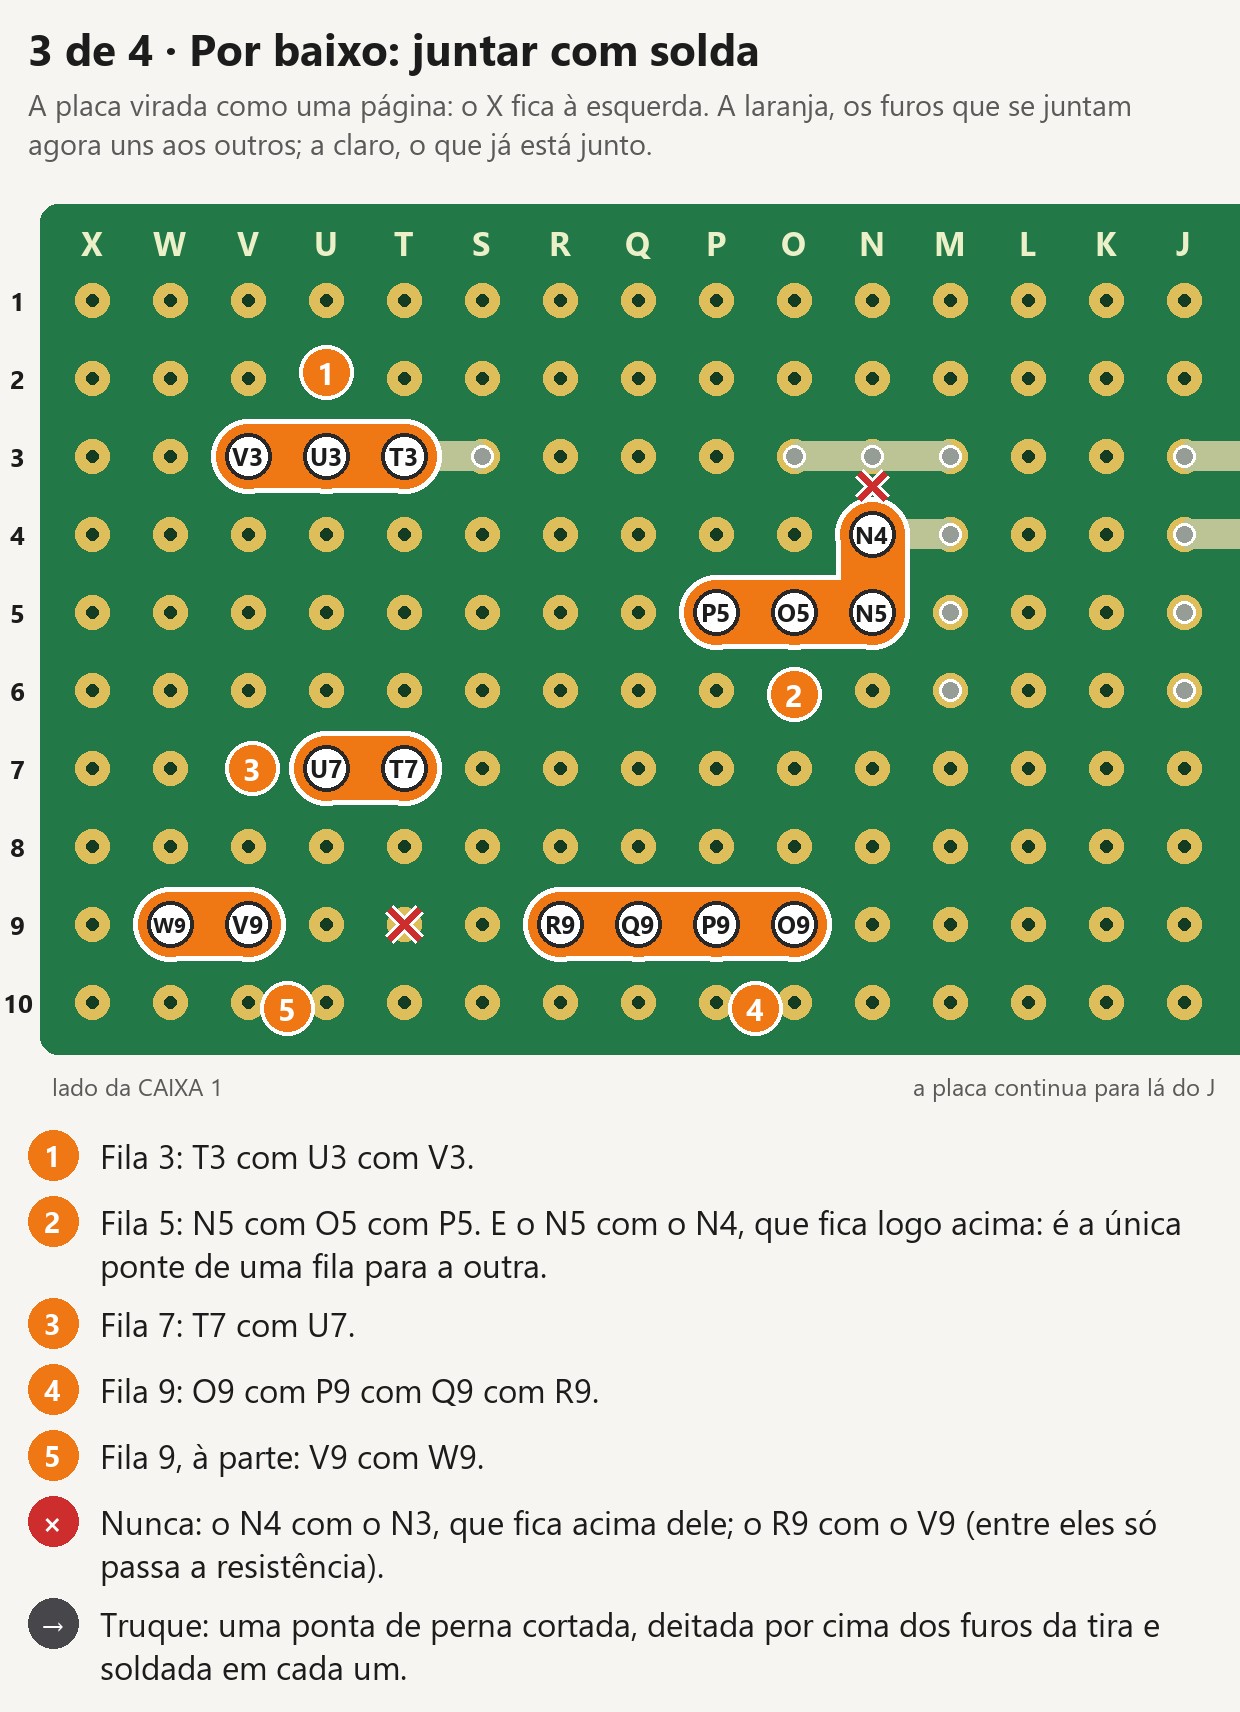 3 de 4 · Por baixo: juntar com solda
A placa virada como uma página: o X fica à esquerda. A laranja, os furos que se juntam
agora uns aos outros; a claro, o que já está junto.
X W V U T S R Q P O N M L K J
1
2 1
3 V3 U3 T3
4 N4
5 P5 O5 N5
6 2
7 3 U7 T7
8
9 W9 V9 R9 Q9 P9 O9
10 5 4
lado da CAIXA 1 a placa continua para lá do J
1 Fila 3: T3 com U3 com V3.
2 Fila 5: N5 com O5 com P5. E o N5 com o N4, que fica logo acima: é a única
ponte de uma fila para a outra.
3 Fila 7: T7 com U7.
4 Fila 9: O9 com P9 com Q9 com R9.
5 Fila 9, à parte: V9 com W9.
× Nunca: o N4 com o N3, que fica acima dele; o R9 com o V9 (entre eles só
passa a resistência).
→ Truque: uma ponta de perna cortada, deitada por cima dos furos da tira e
soldada em cada um.